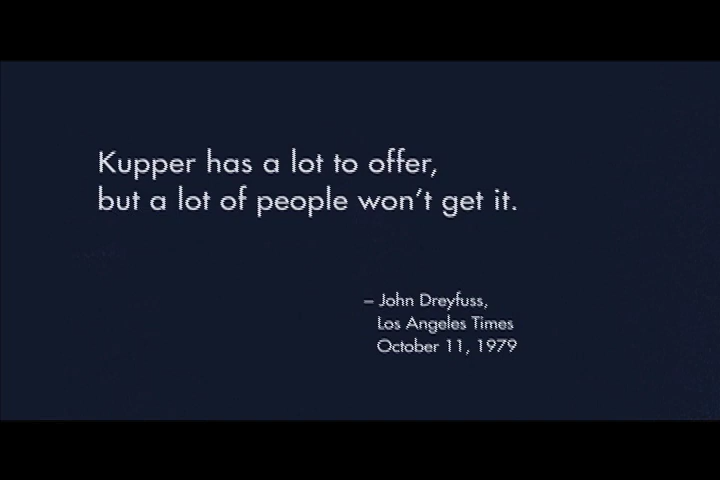 Kupper has a lot to offer,
but a lot of people won't get it.
– John Dreyfuss,
Los Angeles Times
October 11, 1979